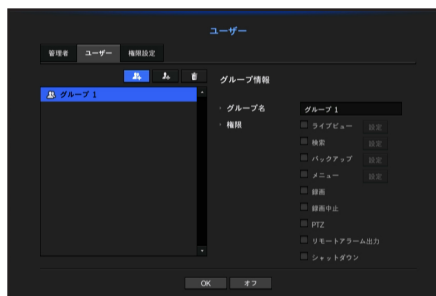 ユーザー
管理者 ユーザー 権限設定
グループ 1
グループ情報
・グループ名 グループ 1
・権限
ライブビュー 設定
検索 設定
バックアップ 設定
メニュー 設定
録画
録画中止
PTZ
リモートアラーム出力
シャットダウン
OK オフ